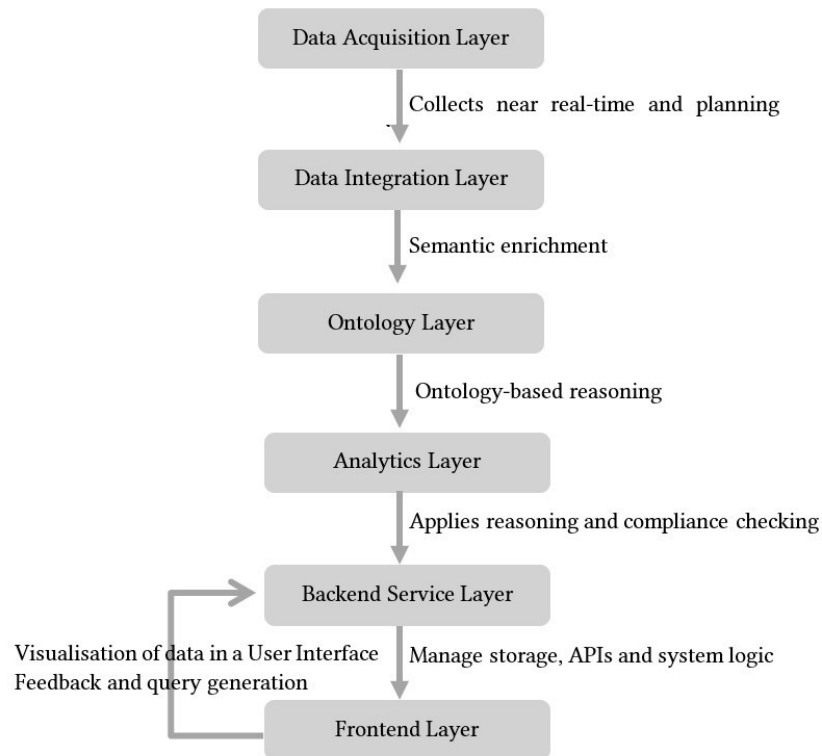 Data Acquisition Layer
Collects near real-time and planning
Data Integration Layer
Semantic enrichment
Ontology Layer
Ontology-based reasoning
Analytics Layer
Applies reasoning and compliance checking
Backend Service Layer
Visualisation of data in a User Interface
Feedback and query generation
Manage storage, APIs and system logic
Frontend Layer